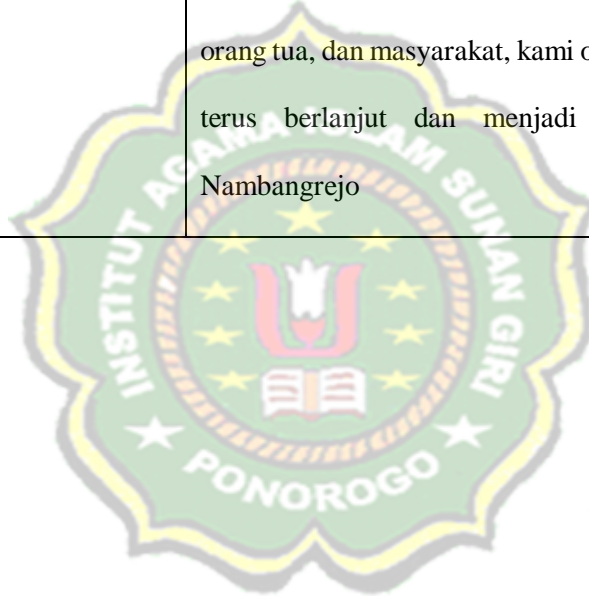 orang tua, dan masyarakat, kami o
terus berlanjut dan menjadi
Nambangrejo
INSTITUT AGAMA ISLAM SUNAN GIRI
PONOROGO